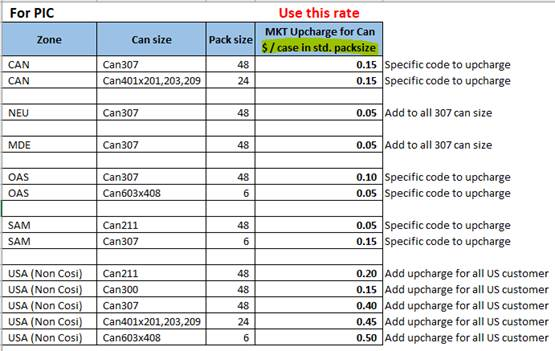 For PIC Use this rate
Zone Can size Pack size MKT Upcharge for Can $ / case in std. packsize
CAN Can307 48 0.15 Specific code to upcharge
CAN Can401x201,203,209 24 0.15 Specific code to upcharge
NEU Can307 48 0.05 Add to all 307 can size
MDE Can307 48 0.05 Add to all 307 can size
OAS Can307 48 0.10 Specific code to upcharge
OAS Can603x408 6 0.05 Specific code to upcharge
SAM Can211 48 0.05 Specific code to upcharge
SAM Can307 6 0.15 Specific code to upcharge
USA (Non Cosi) Can211 48 0.20 Add upcharge for all US customer
USA (Non Cosi) Can300 48 0.15 Add upcharge for all US customer
USA (Non Cosi) Can307 48 0.40 Add upcharge for all US customer
USA (Non Cosi) Can401x201,203,209 24 0.45 Add upcharge for all US customer
USA (Non Cosi) Can603x408 6 0.50 Add upcharge for all US customer